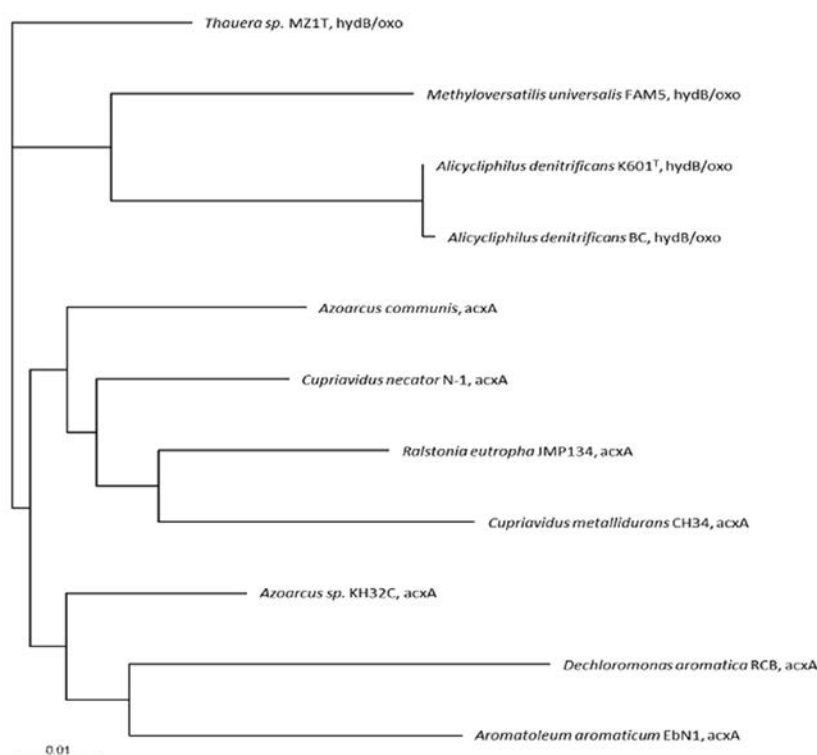 Thauera sp. MZ1T, hydB/oxo
Methyloversatilis universalis FAM5, hydB/oxo
Alicycliphilus denitrificans K601ᵀ, hydB/oxo
Alicycliphilus denitrificans BC, hydB/oxo
Azoarcus communis, acxA
Cupriavidus necator N-1, acxA
Ralstonia eutropha JMP134, acxA
Cupriavidus metallidurans CH34, acxA
Azoarcus sp. KH32C, acxA
Dechloromonas aromatica RCB, acxA
Aromatoleum aromaticum EbN1, acxA
0.01